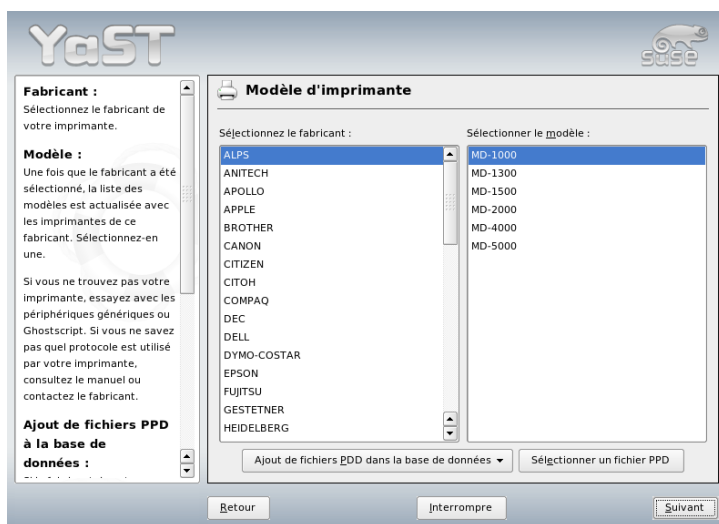 YaST
suse
Fabricant :
Sélectionnez le fabricant de
votre imprimante.
Modèle :
Une fois que le fabricant a été
sélectionné, la liste des
modèles est actualisée avec
les imprimantes de ce
fabricant. Sélectionnez-en
une.
Si vous ne trouvez pas votre
imprimante, essayez avec les
périphériques génériques ou
Ghostscript. Si vous ne savez
pas quel protocole est utilisé
par votre imprimante,
consultez le manuel ou
contactez le fabricant.
Ajout de fichiers PPD
à la base de
données :
Modèle d'imprimante
Sélectionnez le fabricant :
ALPS
ANITECH
APOLLO
APPLE
BROTHER
CANON
CITIZEN
CITOH
COMPAQ
DEC
DELL
DYMO-COSTAR
EPSON
FUJITSU
GESTETNER
HEIDELBERG
Sélectionner le modèle :
MD-1000
MD-1300
MD-1500
MD-2000
MD-4000
MD-5000
Ajout de fichiers PDD dans la base de données
Sélectionner un fichier PPD
Retour
Interrompre
Suivant